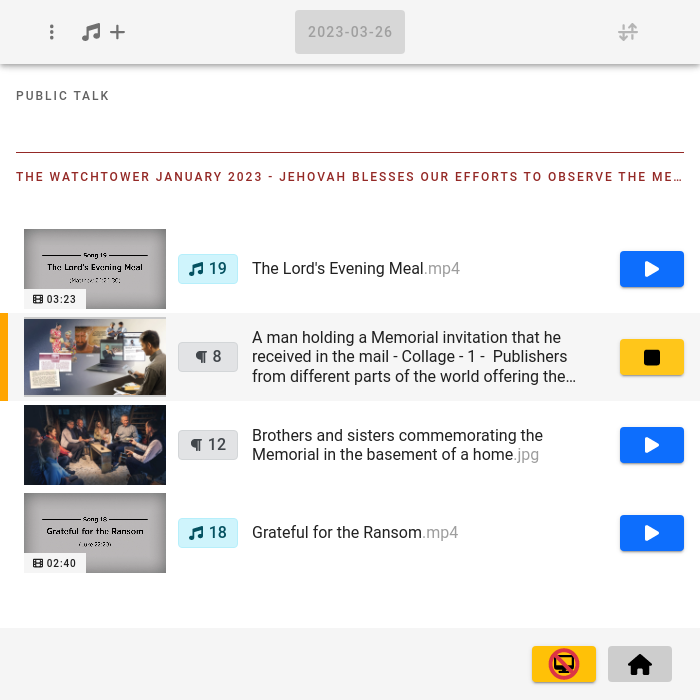 2023-03-26
PUBLIC TALK
THE WATCHTOWER JANUARY 2023 - JEHOVAH BLESSES OUR EFFORTS TO OBSERVE THE ME…
Song 19
The Lord's Evening Meal
03:23
19
The Lord's Evening Meal.mp4
¶ 8
A man holding a Memorial invitation that he
received in the mail - Collage - 1 - Publishers
from different parts of the world offering the…
¶ 12
Brothers and sisters commemorating the
Memorial in the basement of a home.jpg
Song 18
Grateful for the Ransom
(Luke 22:20)
02:40
18
Grateful for the Ransom.mp4